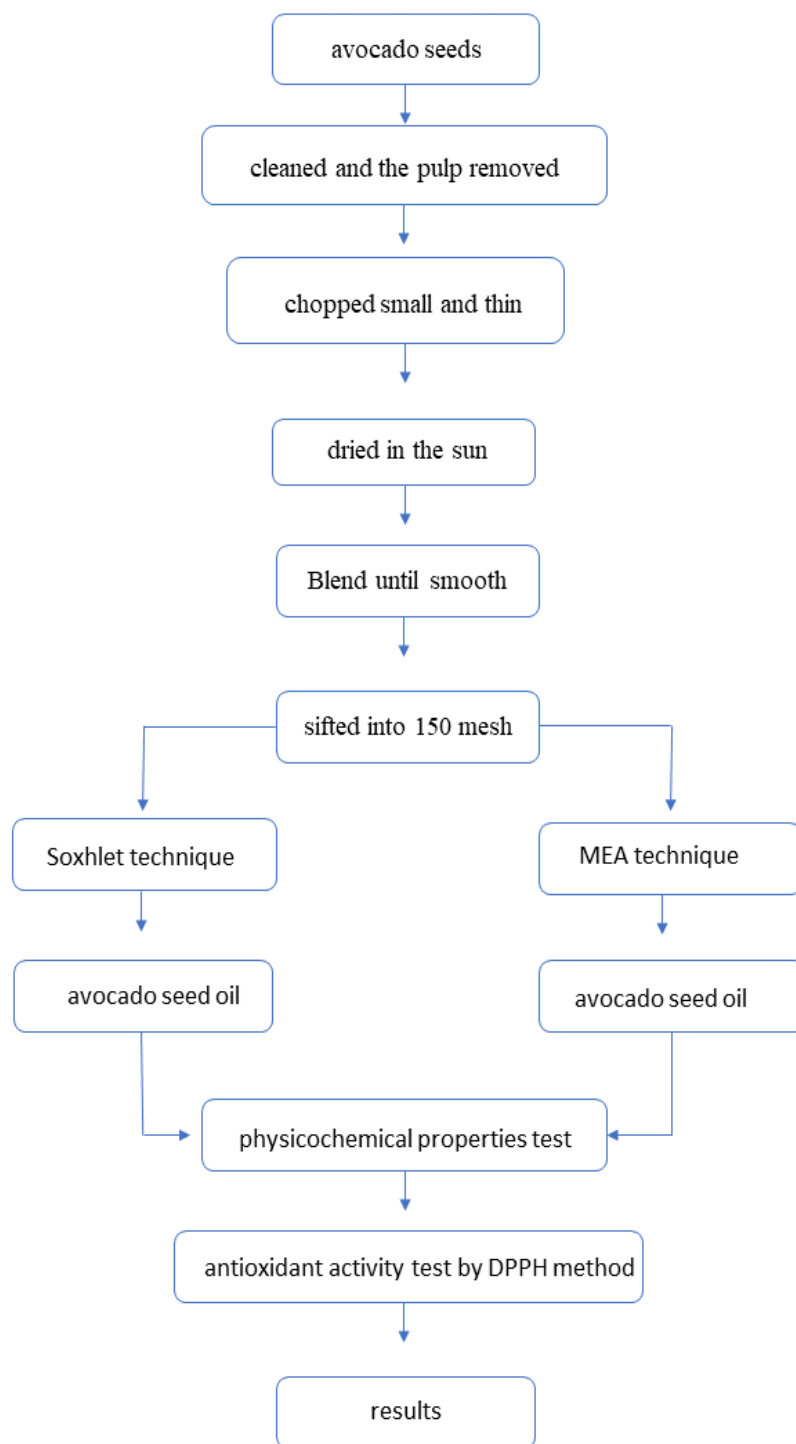 avocado seeds
cleaned and the pulp removed
chopped small and thin
dried in the sun
Blend until smooth
sifted into 150 mesh
Soxhlet technique
MEA technique
avocado seed oil
avocado seed oil
physicochemical properties test
antioxidant activity test by DPPH method
results